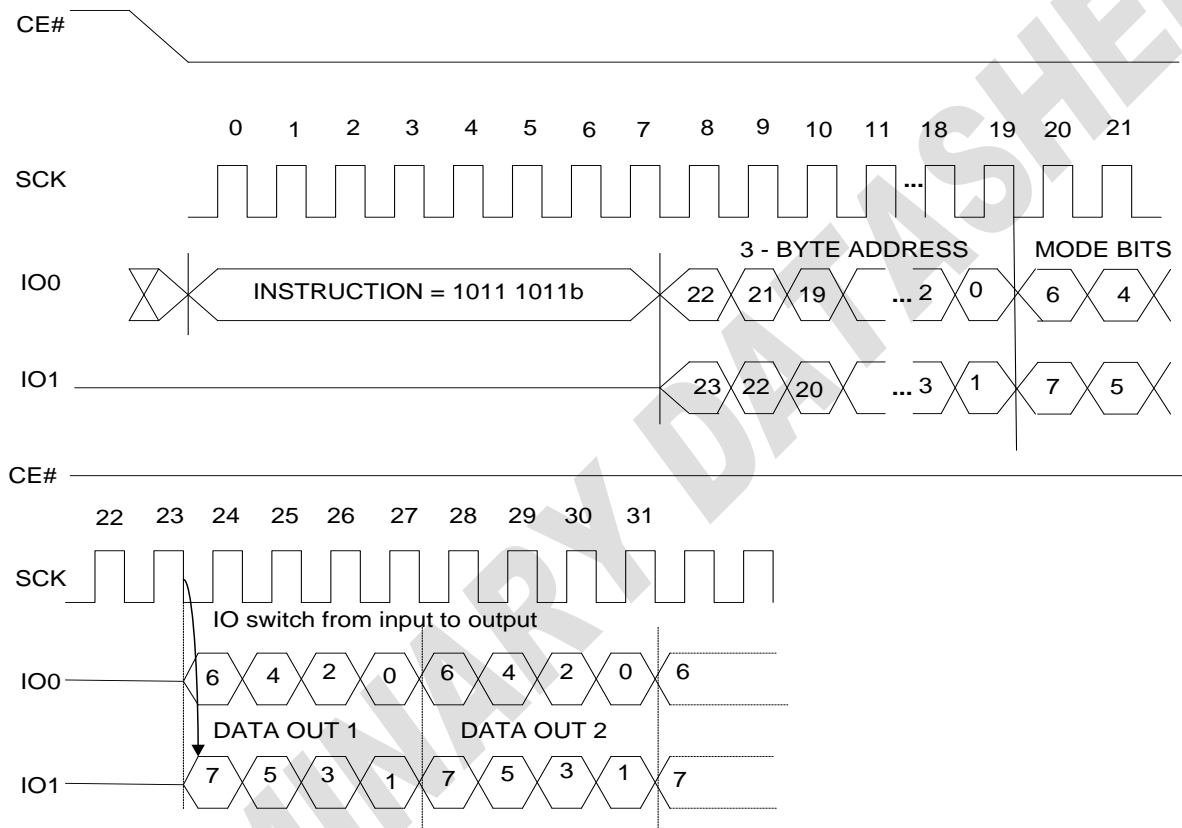 CE#
0 1 2 3 4 5 6 7 8 9 10 11 18 19 20 21
SCK ...
3 - BYTE ADDRESS MODE BITS
IO0 INSTRUCTION = 1011 1011b 22 21 19 ... 2 0 6 4
IO1 23 22 20 ... 3 1 7 5
CE#
22 23 24 25 26 27 28 29 30 31
SCK
IO switch from input to output
IO0 6 4 2 0 6 4 2 0 6
DATA OUT 1 DATA OUT 2
IO1 7 5 3 1 7 5 3 1 7
MINARY DATASHEE